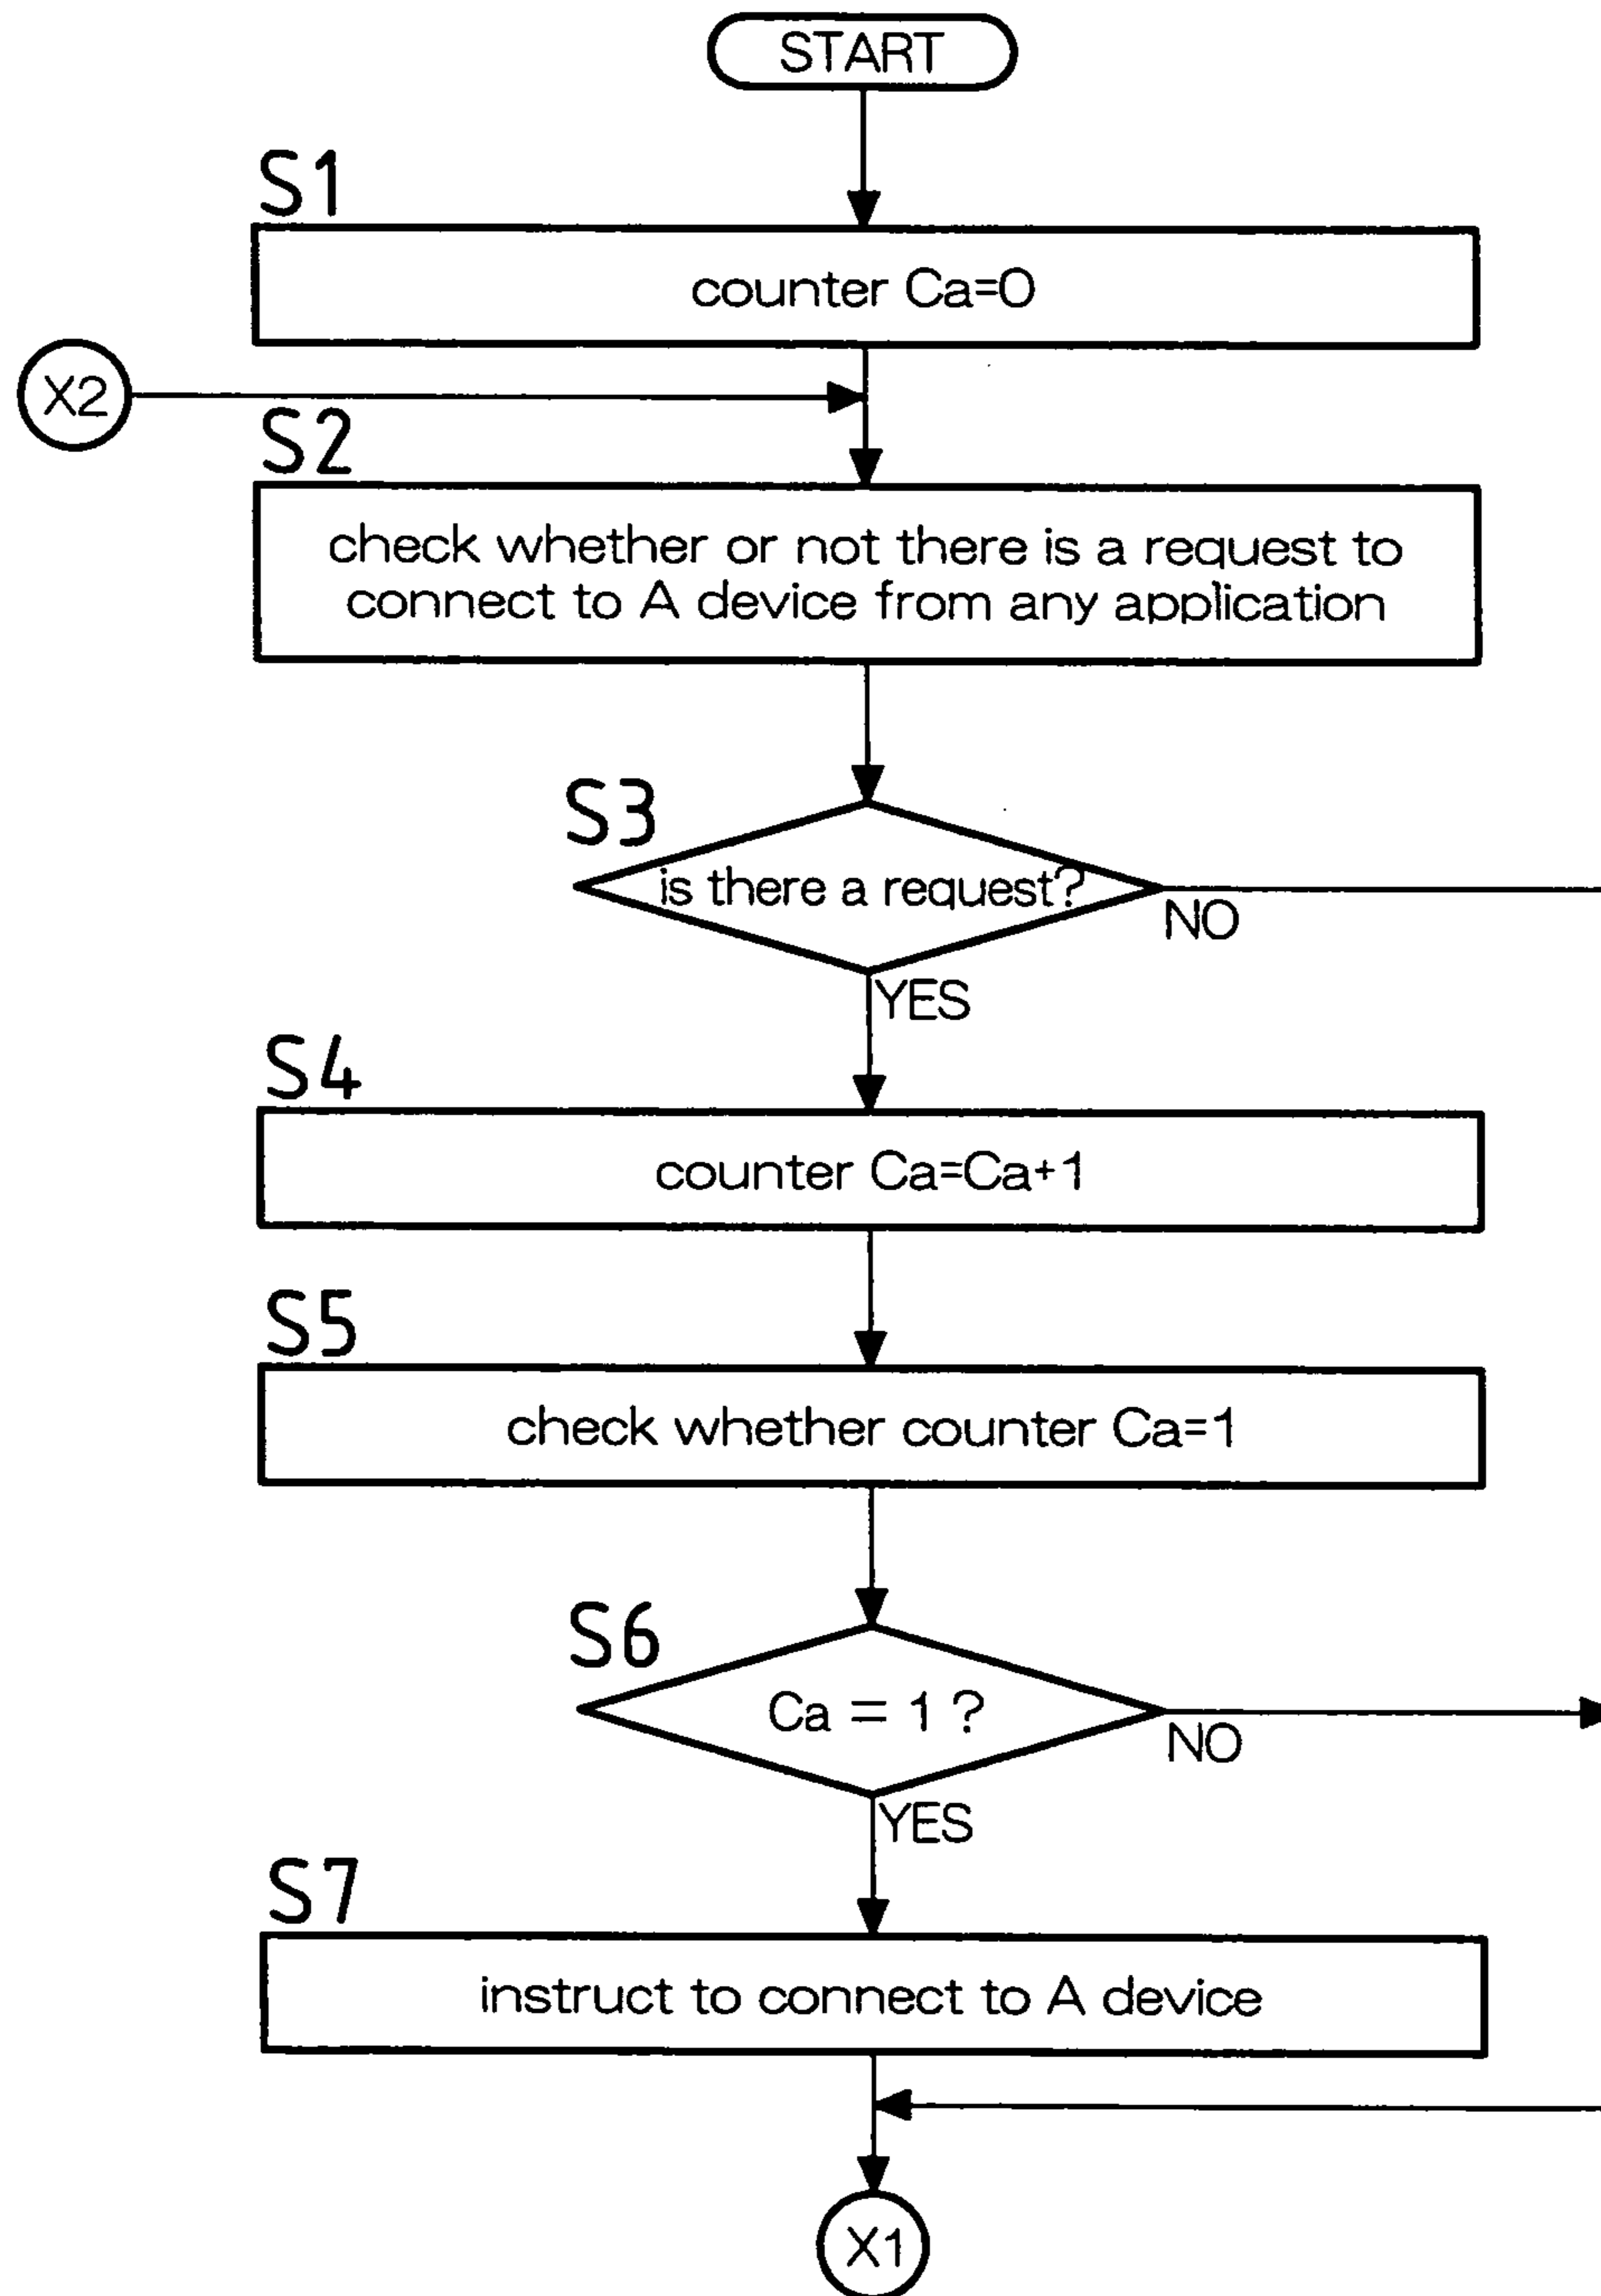 START
S1
counter Ca=0
X2
S2
check whether or not there is a request to
connect to A device from any application
S3
is there a request?
NO
YES
S4
counter Ca=Ca+1
S5
check whether counter Ca=1
S6
Ca = 1 ?
NO
YES
S7
instruct to connect to A device
X1